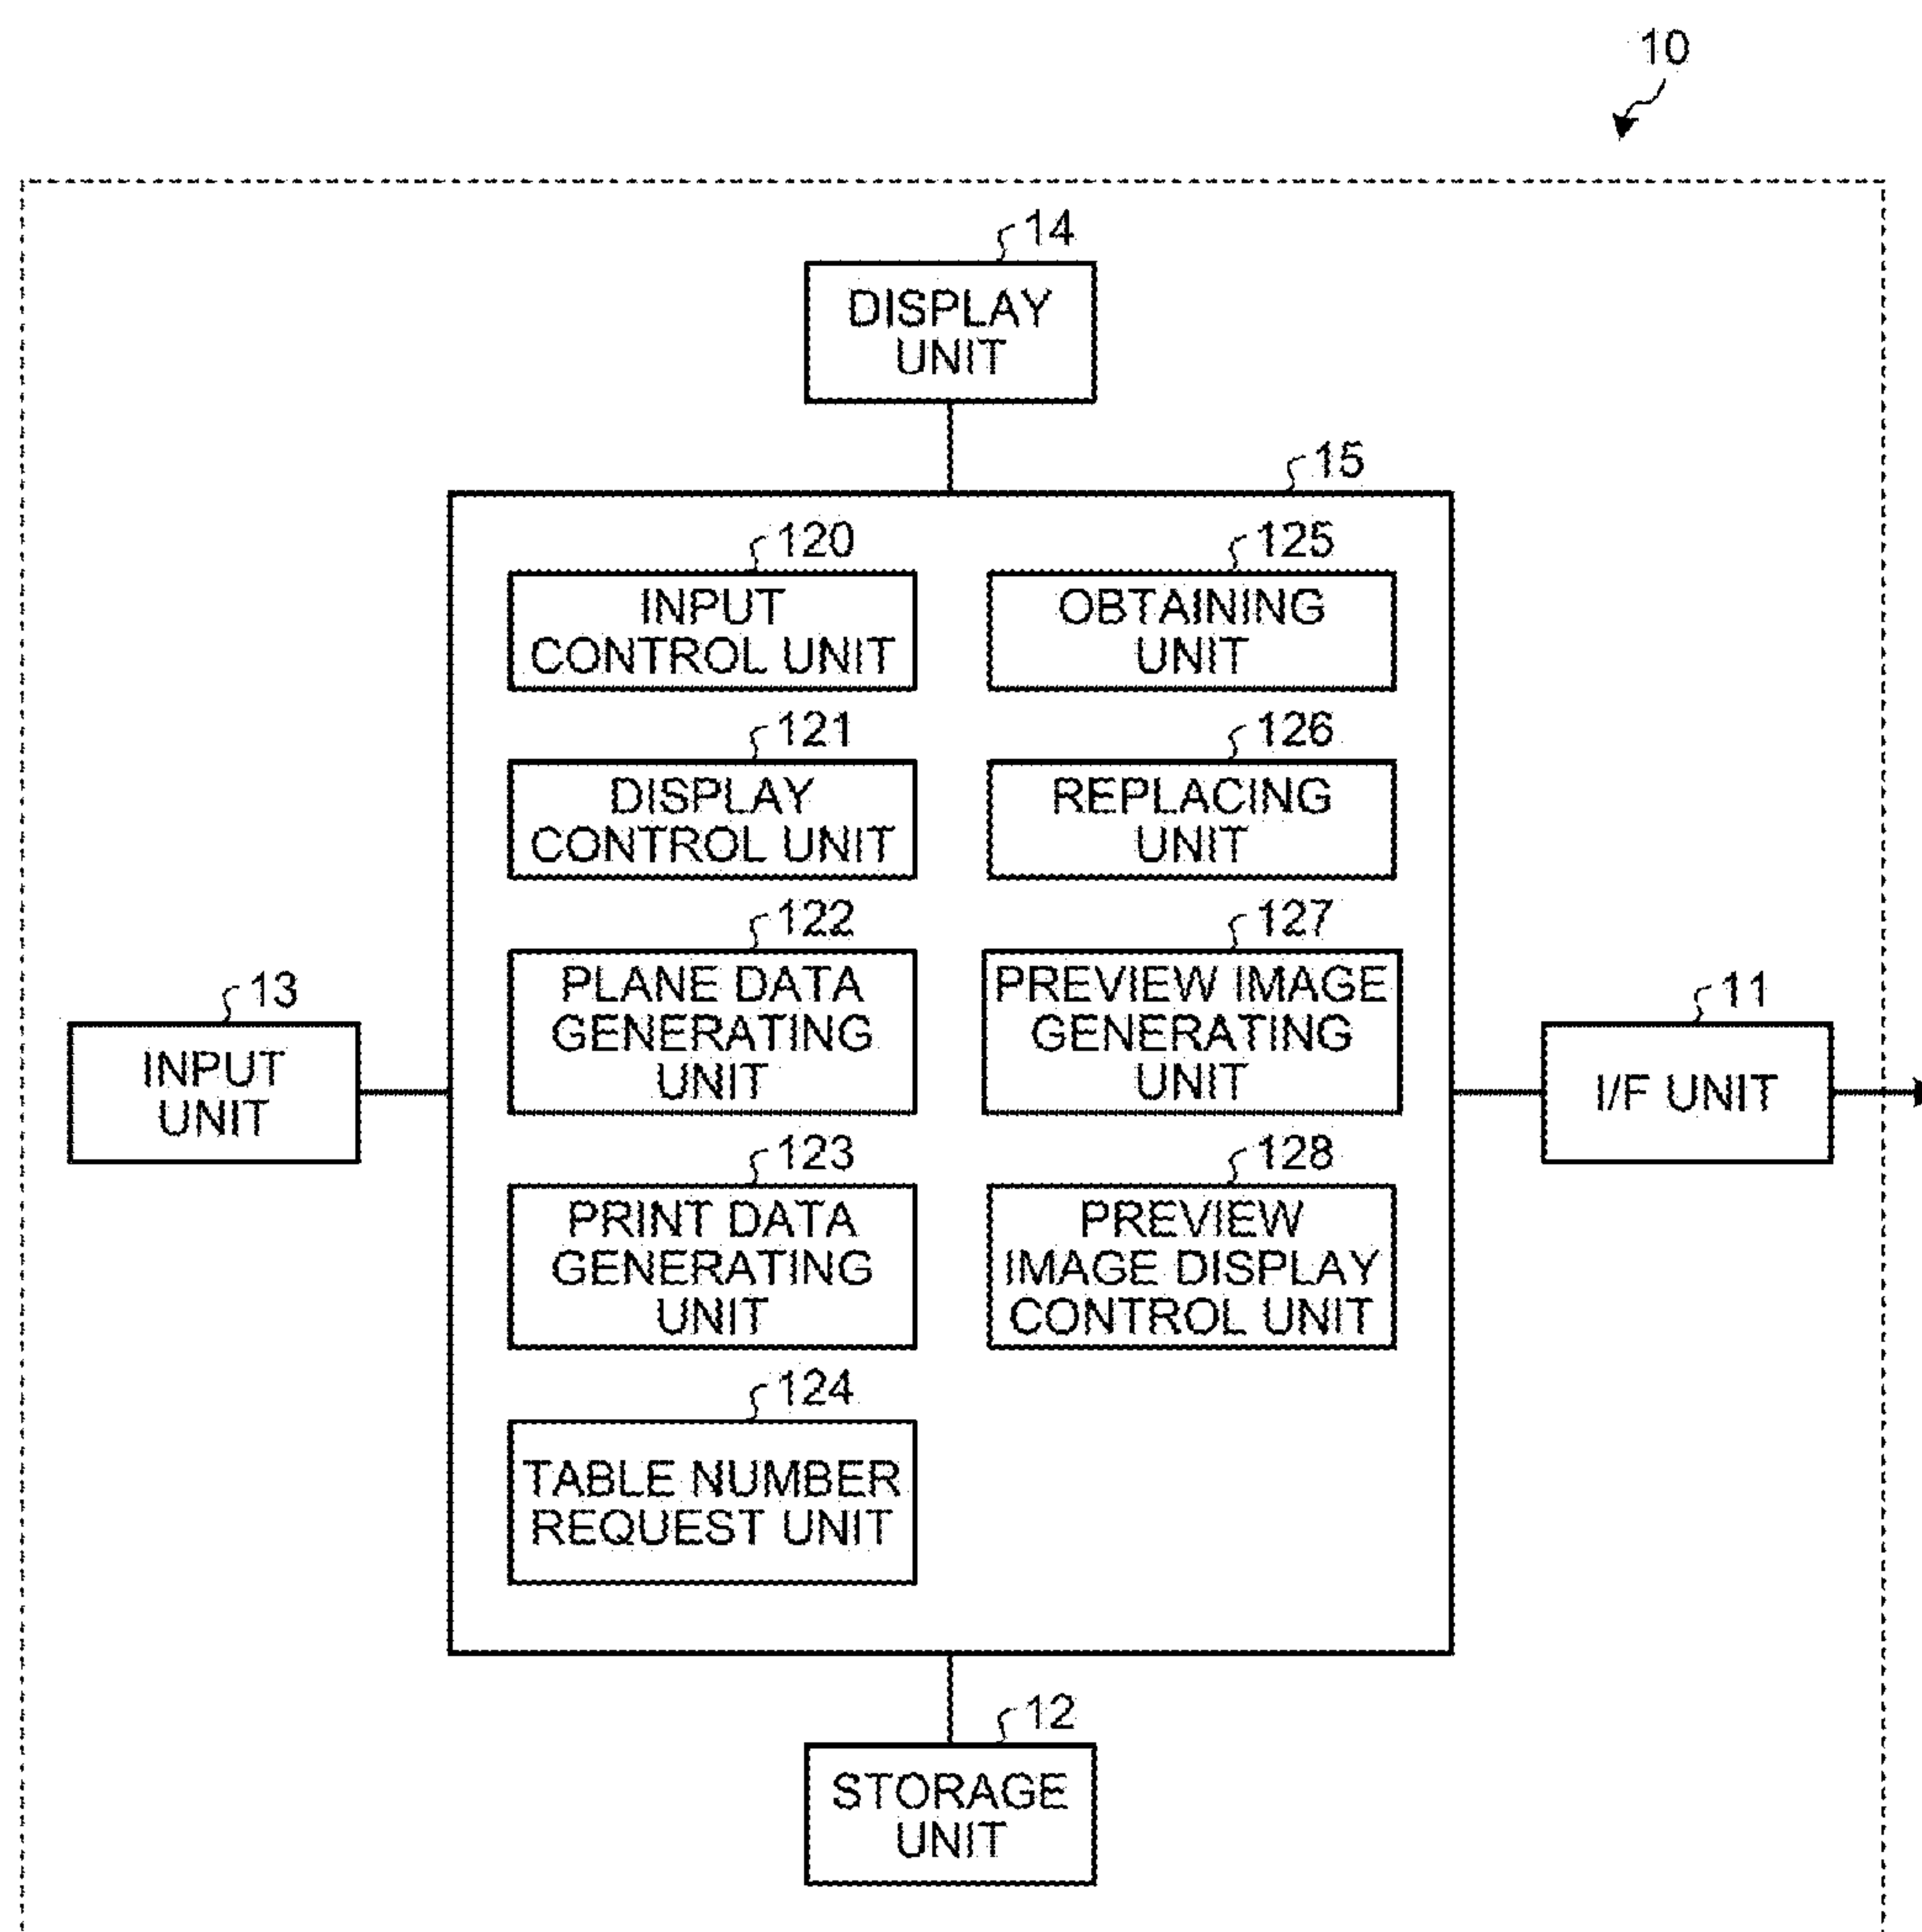 10
14
DISPLAY
UNIT
15
120
INPUT
CONTROL UNIT
125
OBTAINING
UNIT
121
DISPLAY
CONTROL UNIT
126
REPLACING
UNIT
122
PLANE DATA
GENERATING
UNIT
127
PREVIEW IMAGE
GENERATING
UNIT
13
INPUT
UNIT
11
I/F UNIT
123
PRINT DATA
GENERATING
UNIT
128
PREVIEW
IMAGE DISPLAY
CONTROL UNIT
124
TABLE NUMBER
REQUEST UNIT
12
STORAGE
UNIT